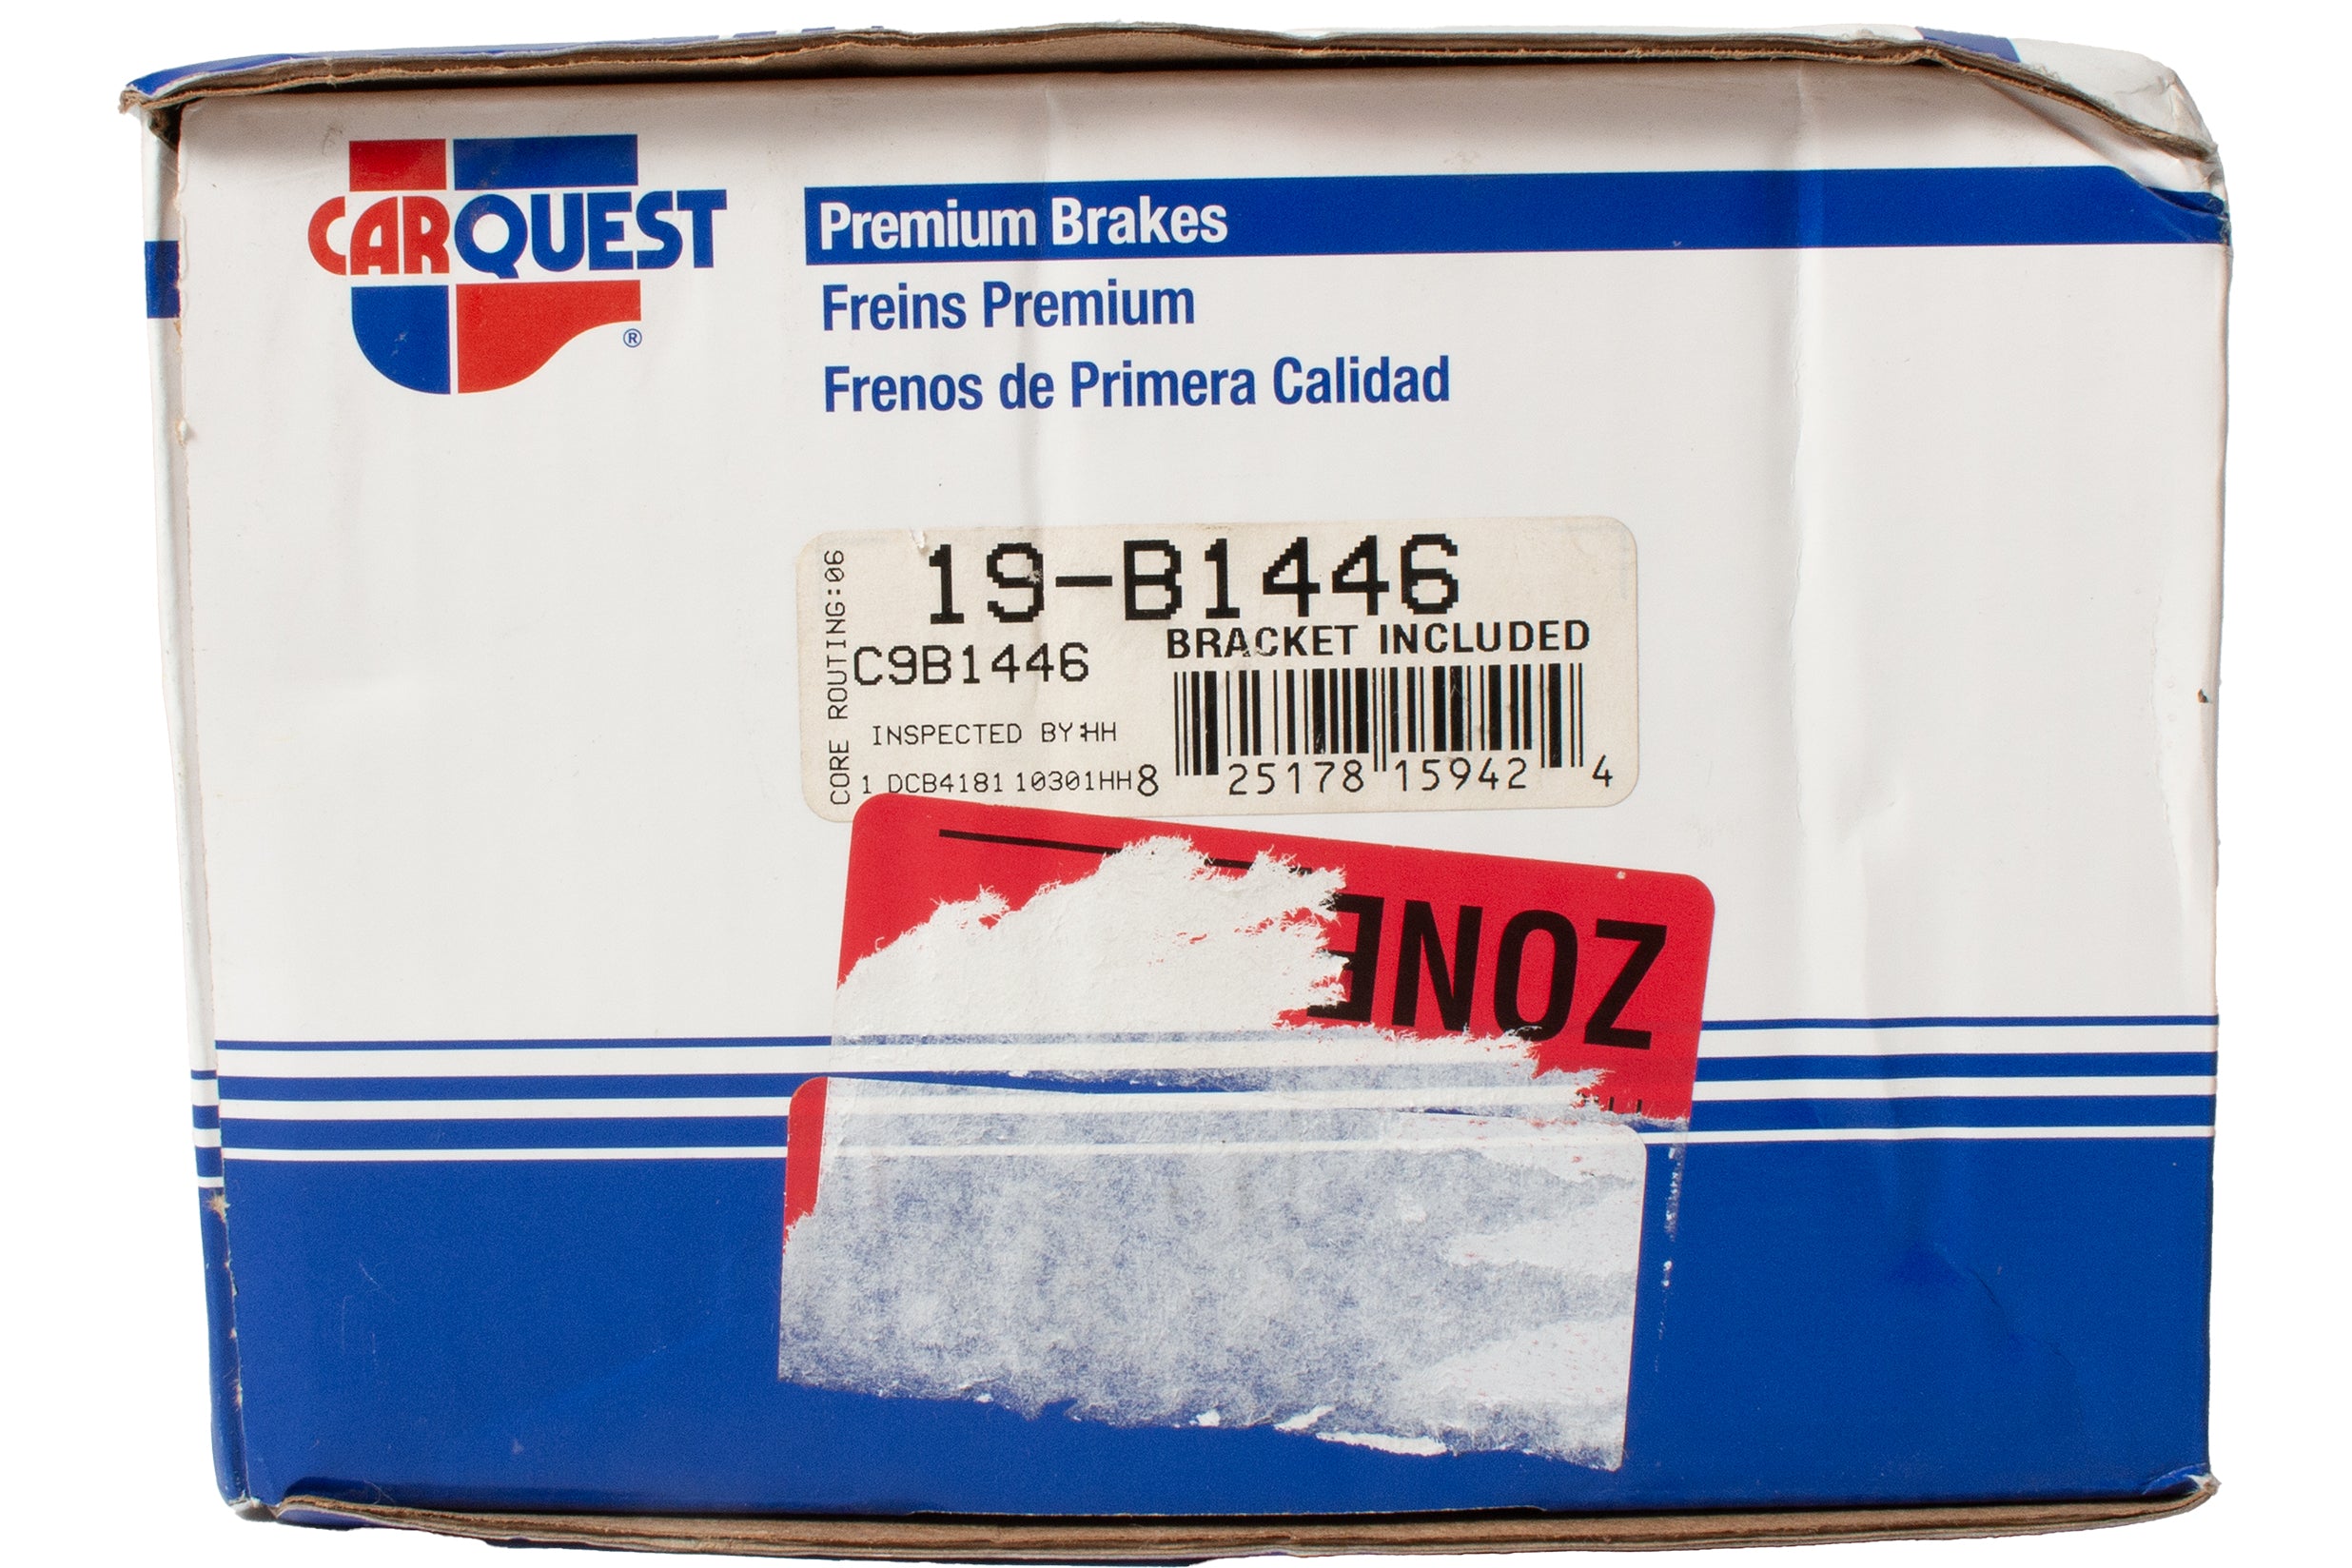 CARQUEST
®
Premium Brakes
Freins Premium
Frenos de Primera Calidad
19-B1446
BRACKET INCLUDED
C9B1446
CORE ROUTING:06
INSPECTED BY:HH
1 DCB4181 10301HH
8 25178 15942 4
ZONE